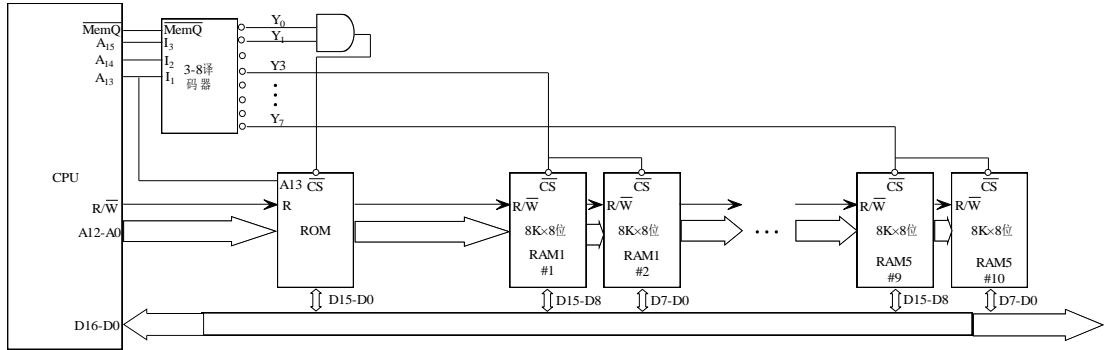 CPU
MemQ
A15
A14
A13
R/W
A12-A0
D16-D0
MemQ
I3
I2
I1
3-8译
码 器
Y0
Y1
Y3
Y7
A13 CS
R
ROM
D15-D0
CS
R/W
8K×8位
RAM1
#1
D15-D8
CS
R/W
8K×8位
RAM1
#2
D7-D0
CS
R/W
8K×8位
RAM5
#9
D15-D8
CS
R/W
8K×8位
RAM5
#10
D7-D0